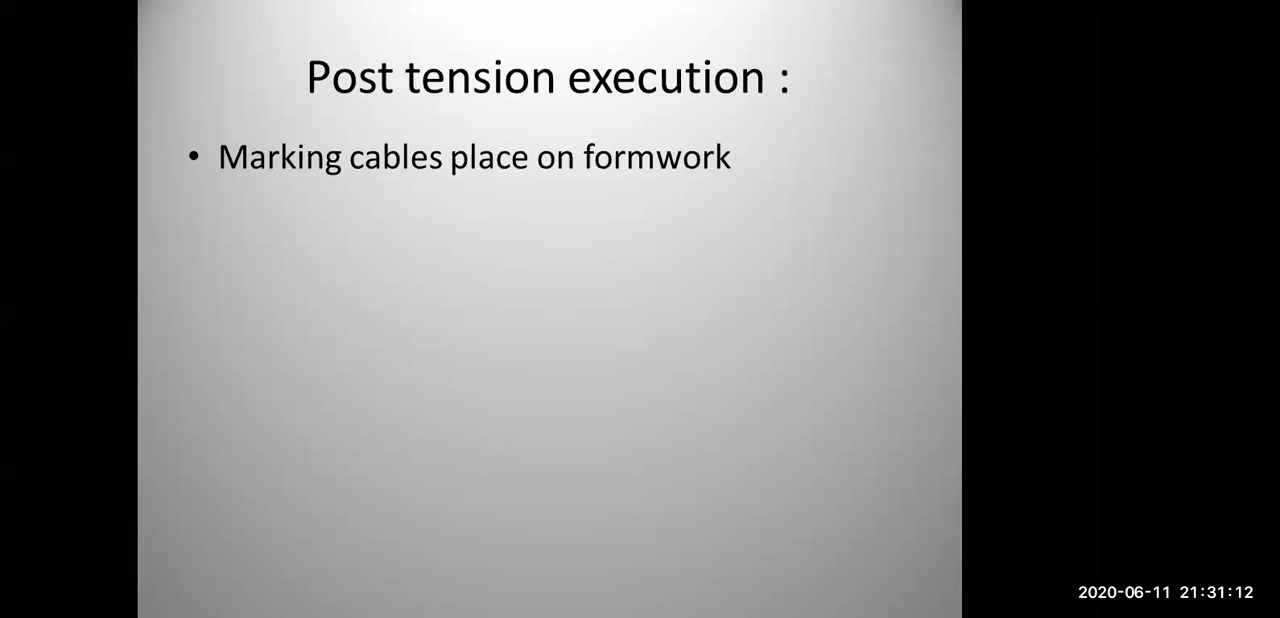 Post tension execution :
• Marking cables place on formwork
2020-06-11 21:31:12